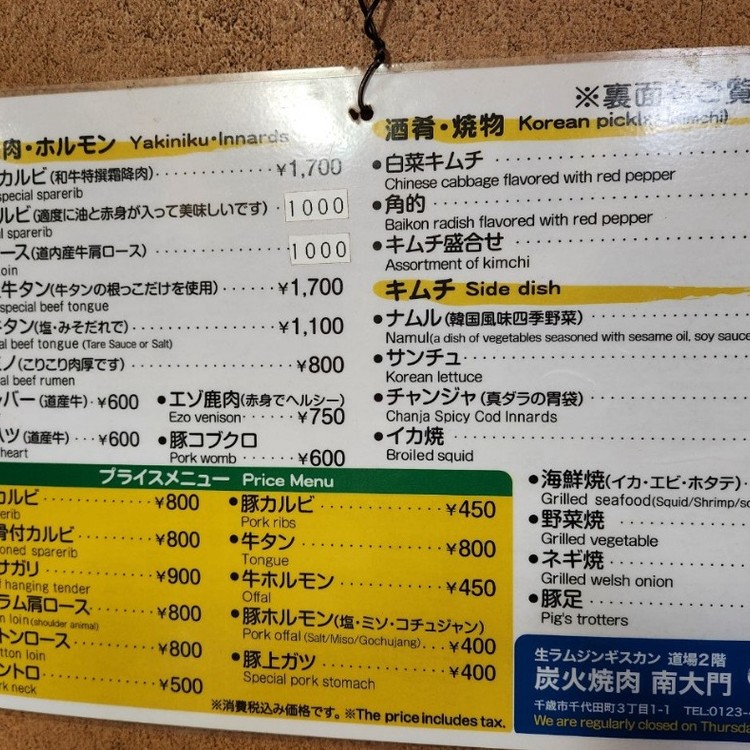 ※裏面もご覧
肉・ホルモン Yakiniku・Innards
カルビ(和牛特撰霜降肉)・・・・・・・・・・¥1,700
special sparerib
ルビ(適度に油と赤身が入って美味しいです) 1000
al sparerib
ース(道内産牛肩ロース)・・・・・・・・・・ 1000
oin
牛タン(牛タンの根っこだけを使用)・・・・・¥1,700
special beef tongue
タン(塩・みそだれで)・・・・・・・・・・¥1,100
al beef tongue (Tare Sauce or Salt)
ノ(こりこり肉厚です)・・・・・・・・・・¥800
al beef rumen
バー(道産牛)・¥600
ハツ(道産牛)・・・¥600
heart
●エゾ鹿肉(赤身でヘルシー)
Ezo venison・・・・・・・・¥750
●豚コブクロ
Pork womb・・・・・・・・¥600
酒肴・焼物 Korean pickl
●白菜キムチ
Chinese cabbage flavored with red pepper
●角的
Baikon radish flavored with red pepper
●キムチ盛合せ
Assortment of kimchi
キムチ Side dish
●ナムル(韓国風味四季野菜)
Namul(a dish of vegetables seasoned with sesame oil, soy sauce
●サンチュ
Korean lettuce
●チャンジャ(真ダラの胃袋)
Chanja Spicy Cod Innards
●イカ焼
Broiled squid
●海鮮焼(イカ・エビ・ホタテ)
Grilled seafood(Squid/Shrimp/sc
●野菜焼
Grilled vegetable
●ネギ焼
Grilled welsh onion
●豚足
Pig's trotters
プライスメニュー Price Menu
カルビ・・・・・・・・・・¥800
erib
骨付カルビ・・・・・・・¥800
oned sparerib
サガリ・・・・・・・・・・¥900
hanging tender
ラム肩ロース・・・・・・¥800
n loin(shoulder animal)
トンロース・・・・・・・¥800
tton loin
ントロ・・・・・・・・・・¥500
rk neck
●豚カルビ・・・・・・・・・・¥450
Pork ribs
●牛タン・・・・・・・・・・・¥800
Tongue
●牛ホルモン・・・・・・・・¥450
Offal
●豚ホルモン(塩・ミソ・コチュジャン)
Pork offal (Salt/Miso/Gochujang)・・・¥400
●豚上ガツ・・・・・・・・・¥400
Special pork stomach
※消費税込み価格です。※The price includes tax.
生ラムジンギスカン 道場2階
炭火焼肉 南大門
千歳市千代田町3丁目1-1 TEL:0123-
We are regularly closed on Thursda